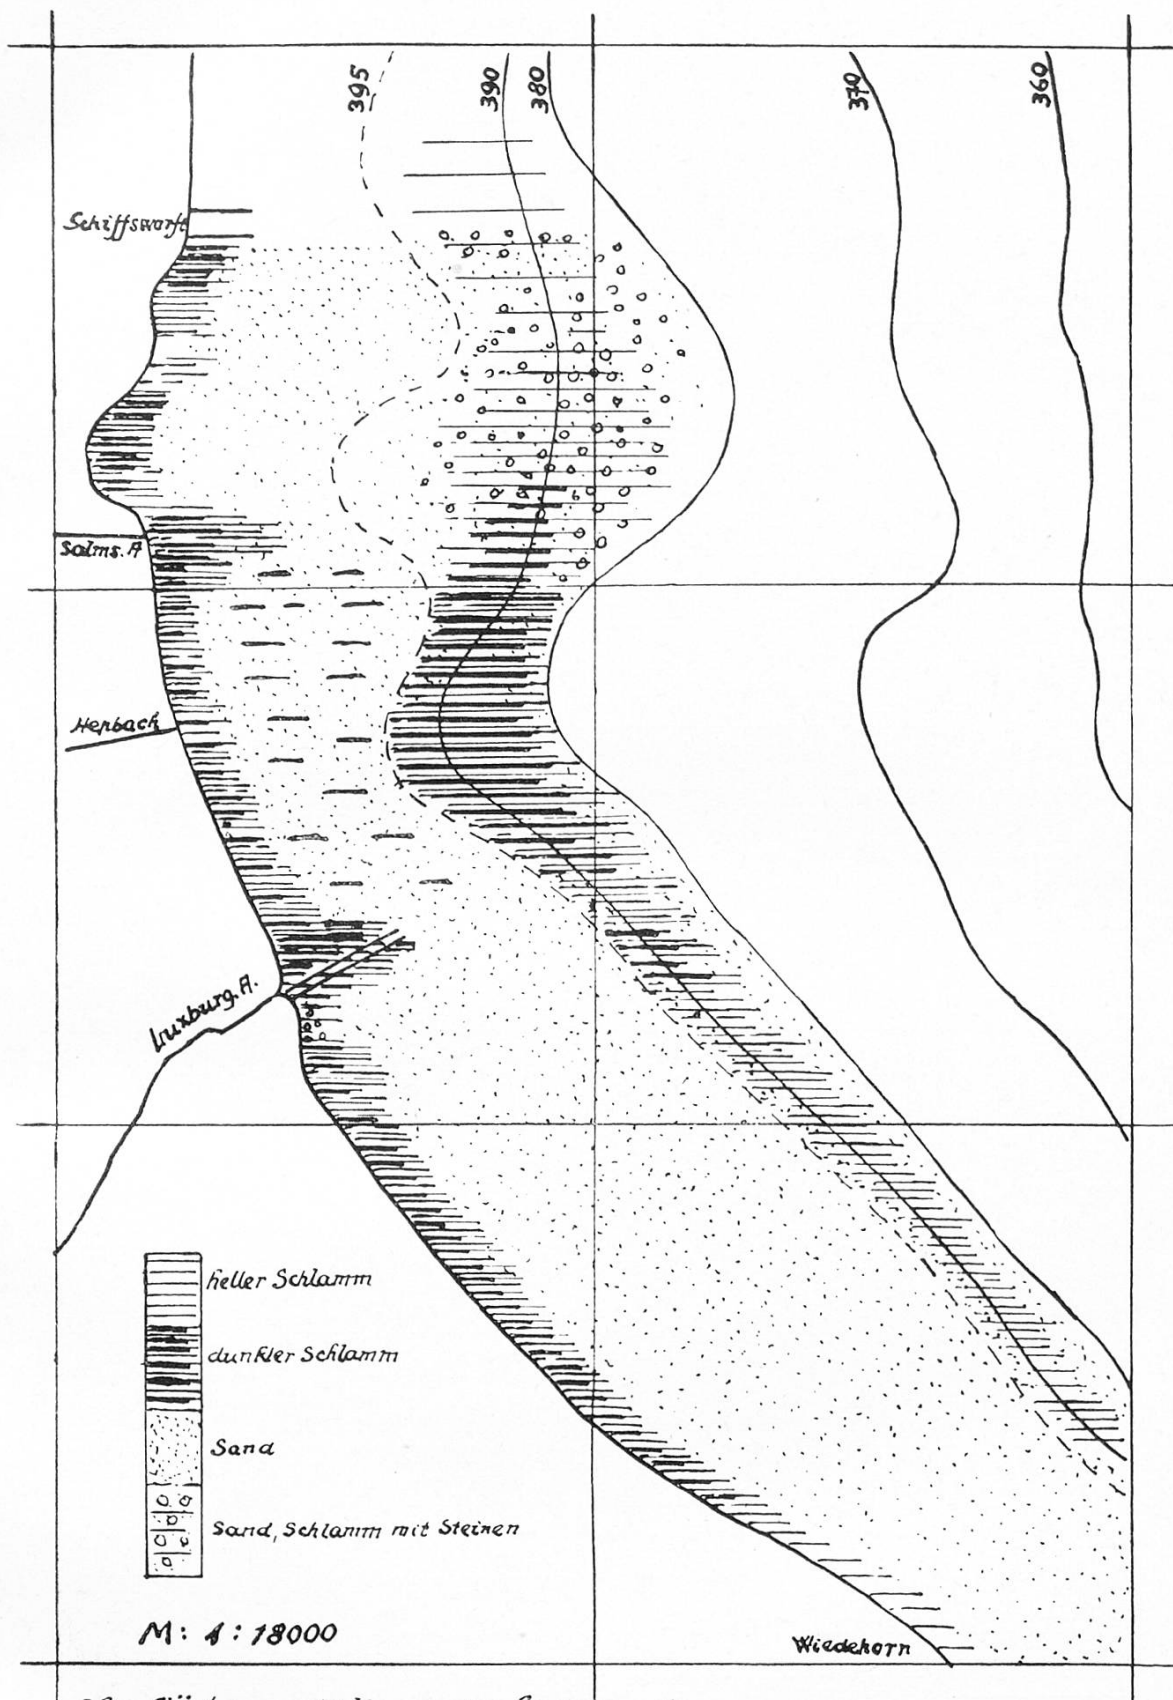 395
390
380
370
360
Schiffswerft
Salms. A
Hepbach
Luxburg. A.
heller Schlamm
dunkler Schlamm
Sand
Sand, Schlamm mit Steinen
M: 1:18000
Wiedehorn